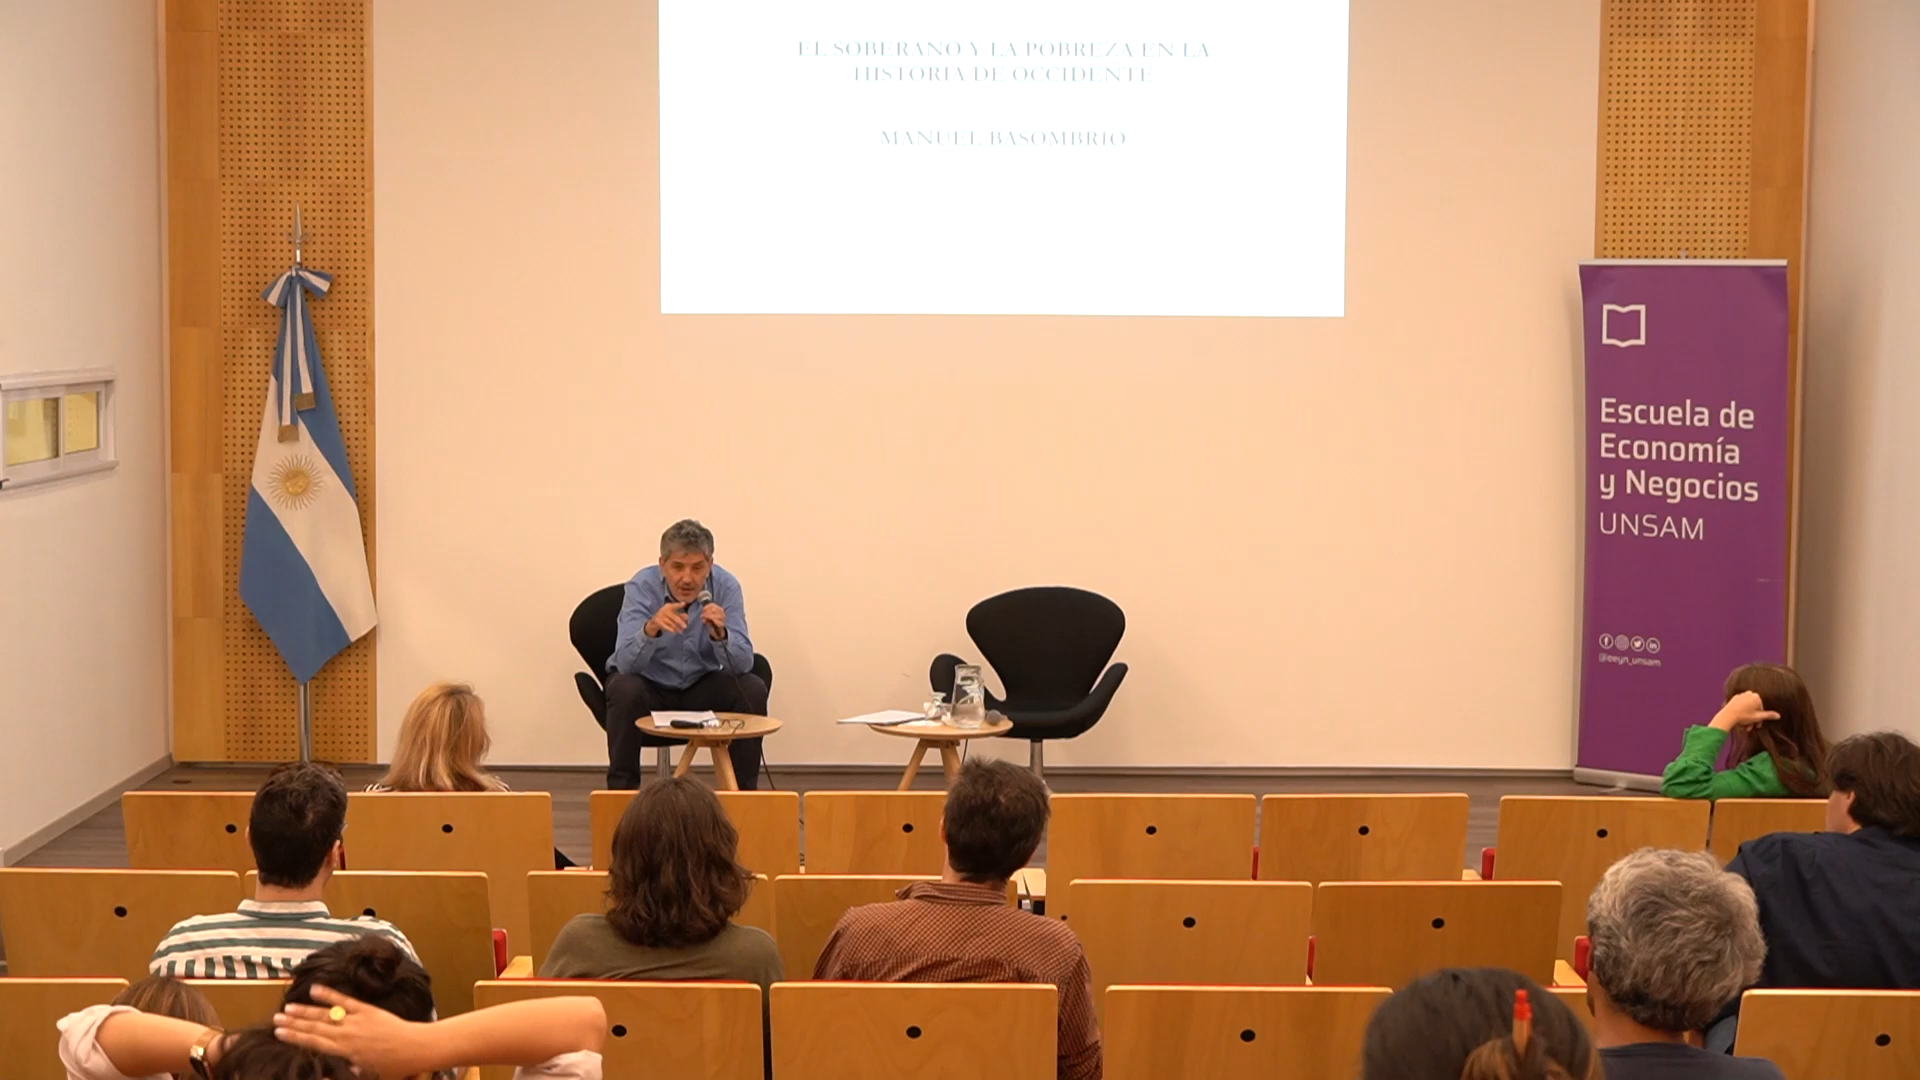 EL SOBERANO Y LA POBREZA EN LA
HISTORIA DE OCCIDENTE
MANUEL BASOMBRIO
Escuela de
Economía
y Negocios
UNSAM
@eeyn_unsam